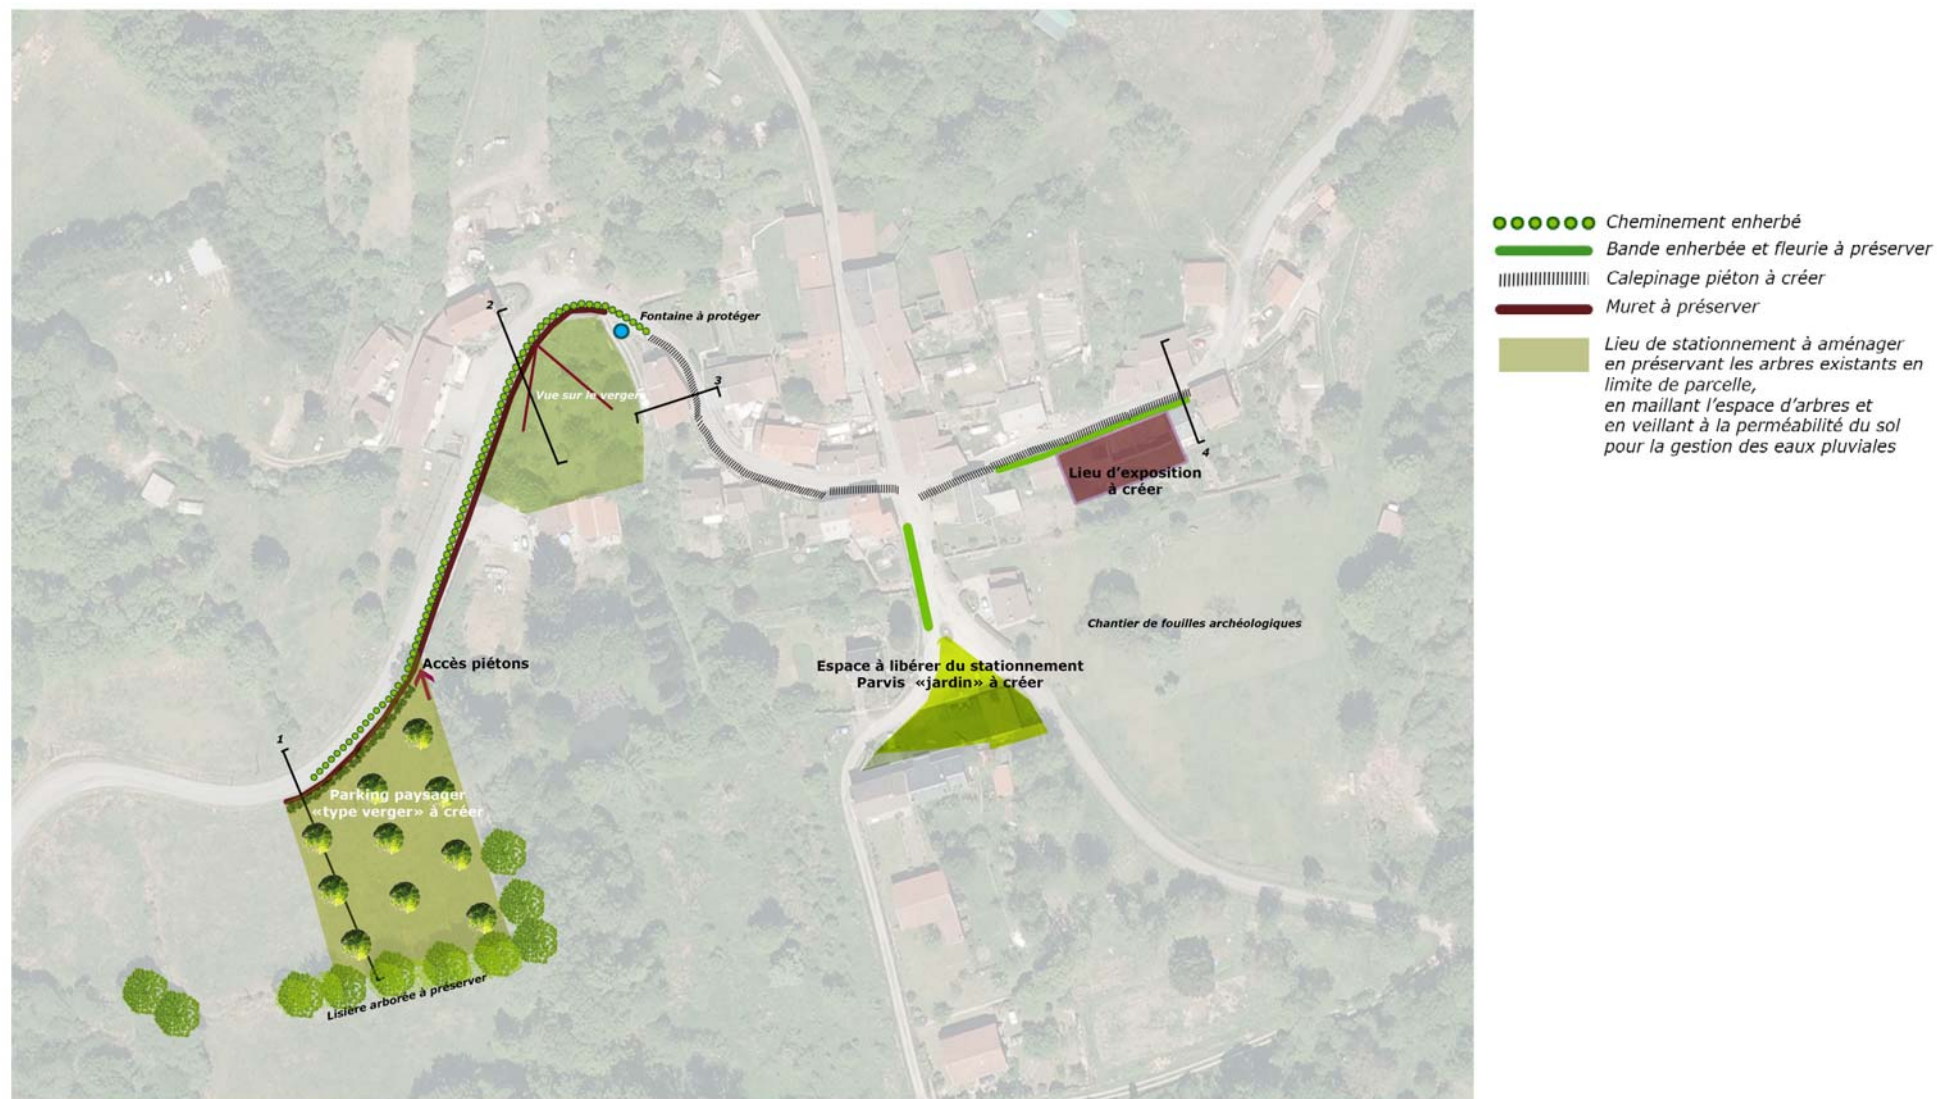 2
Fontaine à protéger
3
Vue sur le verger
4
Lieu d'exposition
à créer
Chantier de fouilles archéologiques
Accès piétons
Espace à libérer du stationnement
Parvis «jardin» à créer
1
Parking paysager
«type verger» à créer
Lisière arborée à préserver
Cheminement enherbé
Bande enherbée et fleurie à préserver
Calepinage piéton à créer
Muret à préserver
Lieu de stationnement à aménager
en préservant les arbres existants en
limite de parcelle,
en maillant l'espace d'arbres et
en veillant à la perméabilité du sol
pour la gestion des eaux pluviales